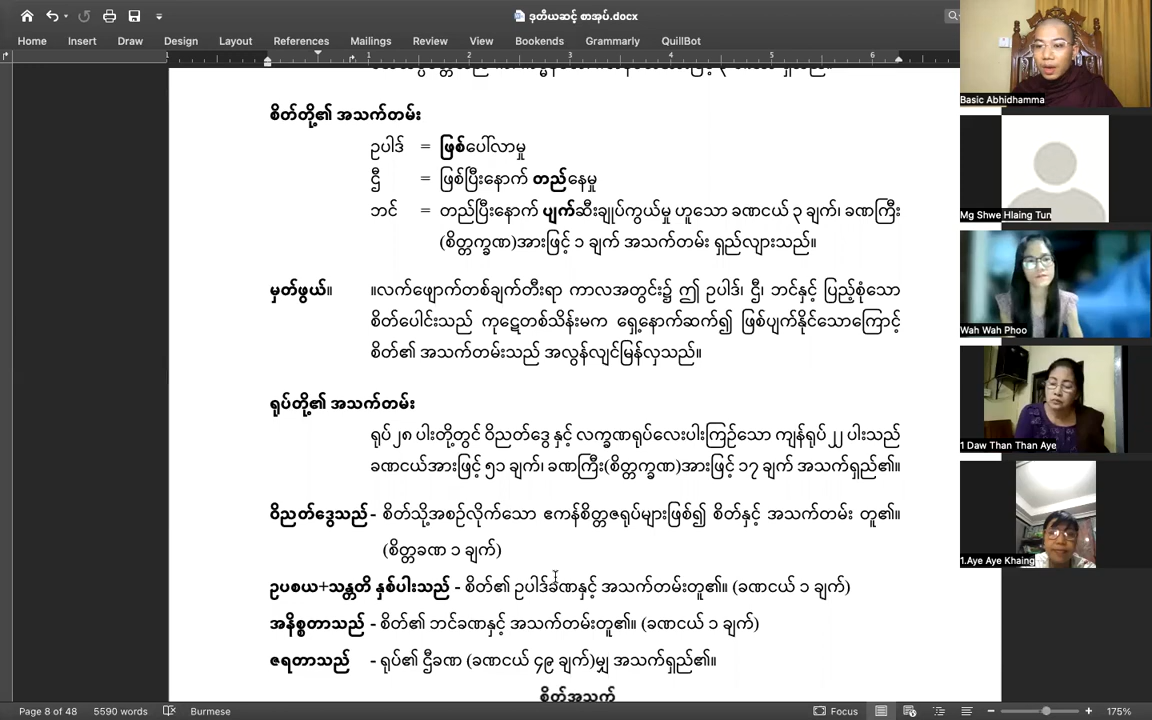 ဒုတိယဆင့် စာအုပ်.docx
Home Insert Draw Design Layout References Mailings Review View Bookends Grammarly QuillBot
1 1 2 3 4 5 6
စိတ်တို့၏ အသက်တမ်း
ဥပါဒ် = ဖြစ်ပေါ်လာမှု
ဌီ = ဖြစ်ပြီးနောက် တည်နေမှု
ဘင် = တည်ပြီးနောက် ပျက်ဆီးချုပ်ကွယ်မှု ဟူသော ခဏငယ် ၃ ချက်၊ ခဏကြီး
(စိတ္တက္ခဏ)အားဖြင့် ၁ ချက် အသက်တမ်း ရှည်လျားသည်။
မှတ်ဖွယ်။ ။လက်ဖျောက်တစ်ချက်တီးရာ ကာလအတွင်း၌ ဤ ဥပါဒ်၊ ဌီ၊ ဘင်နှင့် ပြည့်စုံသော
စိတ်ပေါင်းသည် ကုဋေတစ်သိန်းမက ရှေ့နောက်ဆက်၍ ဖြစ်ပျက်နိုင်သောကြောင့်
စိတ်၏ အသက်တမ်းသည် အလွန်လျင်မြန်လှသည်။
ရုပ်တို့၏ အသက်တမ်း
ရုပ်၂၈ ပါးတို့တွင် ဝိညတ်ဒွေ နှင့် လက္ခဏရုပ်လေးပါးကြဉ်သော ကျန်ရုပ်၂၂ ပါးသည်
ခဏငယ်အားဖြင့် ၅၁ ချက်၊ ခဏကြီး(စိတ္တက္ခဏ)အားဖြင့် ၁၇ ချက် အသက်ရှည်၏။
ဝိညတ်ဒွေသည်- စိတ်သို့အစဉ်လိုက်သော ဧကန်စိတ္တဇရုပ်များဖြစ်၍ စိတ်နှင့် အသက်တမ်း တူ၏။
(စိတ္တခဏ ၁ ချက်)
ဥပစယ+သန္တတိ နှစ်ပါးသည် - စိတ်၏ ဥပါဒ်ခဏနှင့် အသက်တမ်းတူ၏။ (ခဏငယ် ၁ ချက်)
အနိစ္စတာသည် - စိတ်၏ ဘင်ခဏနှင့် အသက်တမ်းတူ၏။ (ခဏငယ် ၁ ချက်)
ဇရတာသည် - ရုပ်၏ ဌီခဏ (ခဏငယ် ၄၉ ချက်)မျှ အသက်ရှည်၏။
စိတ်အသက်
Page 8 of 48 5590 words Burmese Focus 175%
Basic Abhidhamma
Mg Shwe Hlaing Tun
Wah Wah Phoo
1 Daw Than Than Aye
1.Aye Aye Khaing